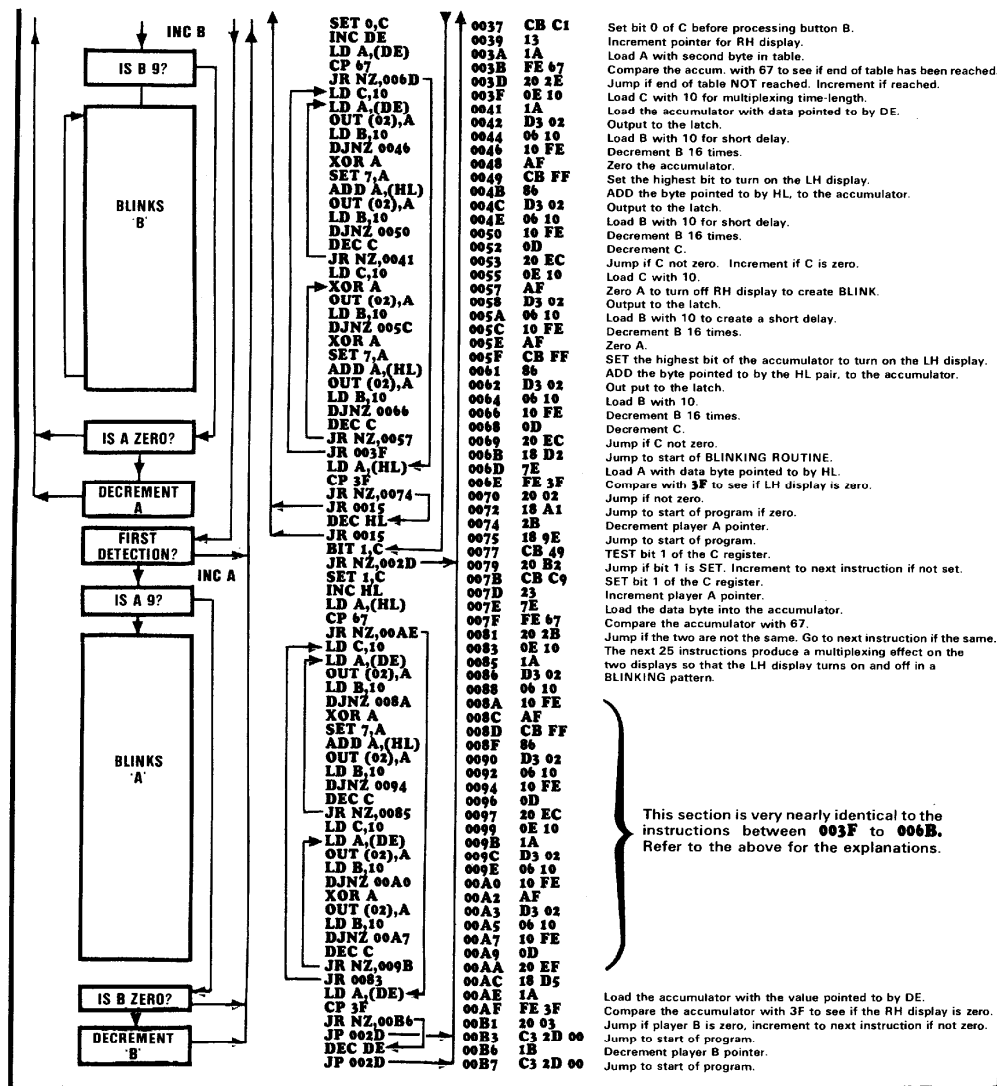 INC B
IS B 9?
BLINKS
'B'
IS A ZERO?
DECREMENT
A
FIRST
DETECTION?
INC A
IS A 9?
BLINKS
'A'
IS B ZERO?
DECREMENT
'B'
SET 0,C 0037 CB C1 Set bit 0 of C before processing button B.
INC DE 0039 13 Increment pointer for RH display.
LD A,(DE) 003A 1A Load A with second byte in table.
CP 67 003B FE 67 Compare the accum. with 67 to see if end of table has been reached.
JR NZ,006D 003D 20 2E Jump if end of table NOT reached. Increment if reached.
LD C,10 003F 0E 10 Load C with 10 for multiplexing time-length.
LD A,(DE) 0041 1A Load the accumulator with data pointed to by DE.
OUT (02),A 0042 D3 02 Output to the latch.
LD B,10 0044 06 10 Load B with 10 for short delay.
DJNZ 0046 0046 10 FE Decrement B 16 times.
XOR A 0048 AF Zero the accumulator.
SET 7,A 0049 CB FF Set the highest bit to turn on the LH display.
ADD A,(HL) 004B 86 ADD the byte pointed to by HL, to the accumulator.
OUT (02),A 004C D3 02 Output to the latch.
LD B,10 004E 06 10 Load B with 10 for short delay.
DJNZ 0050 0050 10 FE Decrement B 16 times.
DEC C 0052 0D Decrement C.
JR NZ,0041 0053 20 EC Jump if C not zero. Increment if C is zero.
LD C,10 0055 0E 10 Load C with 10.
XOR A 0057 AF Zero A to turn off RH display to create BLINK.
OUT (02),A 0058 D3 02 Output to the latch.
LD B,10 005A 06 10 Load B with 10 to create a short delay.
DJNZ 005C 005C 10 FE Decrement B 16 times.
XOR A 005E AF Zero A.
SET 7,A 005F CB FF SET the highest bit of the accumulator to turn on the LH display.
ADD A,(HL) 0061 86 ADD the byte pointed to by the HL pair, to the accumulator.
OUT (02),A 0062 D3 02 Out put to the latch.
LD B,10 0064 06 10 Load B with 10.
DJNZ 0066 0066 10 FE Decrement B 16 times.
DEC C 0068 0D Decrement C.
JR NZ,0057 0069 20 EC Jump if C not zero.
JR 003F 006B 18 D2 Jump to start of BLINKING ROUTINE.
LD A,(HL) 006D 7E Load A with data byte pointed to by HL.
CP 3F 006E FE 3F Compare with 3F to see if LH display is zero.
JR NZ,0074 0070 20 02 Jump if not zero.
JR 0015 0072 18 A1 Jump to start of program if zero.
DEC HL 0074 2B Decrement player A pointer.
JR 0015 0075 18 9E Jump to start of program.
BIT 1,C 0077 CB 49 TEST bit 1 of the C register.
JR NZ,002D 0079 20 B2 Jump if bit 1 is SET. Increment to next instruction if not set.
SET 1,C 007B CB C9 SET bit 1 of the C register.
INC HL 007D 23 Increment player A pointer.
LD A,(HL) 007E 7E Load the data byte into the accumulator.
CP 67 007F FE 67 Compare the accumulator with 67.
JR NZ,00AE 0081 20 2B Jump if the two are not the same. Go to next instruction if the same.
LD C,10 0083 0E 10 The next 25 instructions produce a multiplexing effect on the
LD A,(DE) 0085 1A two displays so that the LH display turns on and off in a
OUT (02),A 0086 D3 02 BLINKING pattern.
LD B,10 0088 06 10
DJNZ 008A 008A 10 FE
XOR A 008C AF
SET 7,A 008D CB FF
ADD A,(HL) 008F 86
OUT (02),A 0090 D3 02
LD B,10 0092 06 10
DJNZ 0094 0094 10 FE
DEC C 0096 0D
JR NZ,0085 0097 20 EC
LD C,10 0099 0E 10
LD A,(DE) 009B 1A
OUT (02),A 009C D3 02
LD B,10 009E 06 10
DJNZ 00A0 00A0 10 FE
XOR A 00A2 AF
OUT (02),A 00A3 D3 02
LD B,10 00A5 06 10
DJNZ 00A7 00A7 10 FE
DEC C 00A9 0D
JR NZ,009B 00AA 20 EF
JR 0083 00AC 18 D5
This section is very nearly identical to the
instructions between 003F to 006B.
Refer to the above for the explanations.
LD A,(DE) 00AE 1A Load the accumulator with the value pointed to by DE.
CP 3F 00AF FE 3F Compare the accumulator with 3F to see if the RH display is zero.
JR NZ,00B6 00B1 20 03 Jump if player B is zero, increment to next instruction if not zero.
JP 002D 00B3 C3 2D 00 Jump to start of program.
DEC DE 00B6 1B Decrement player B pointer.
JP 002D 00B7 C3 2D 00 Jump to start of program.